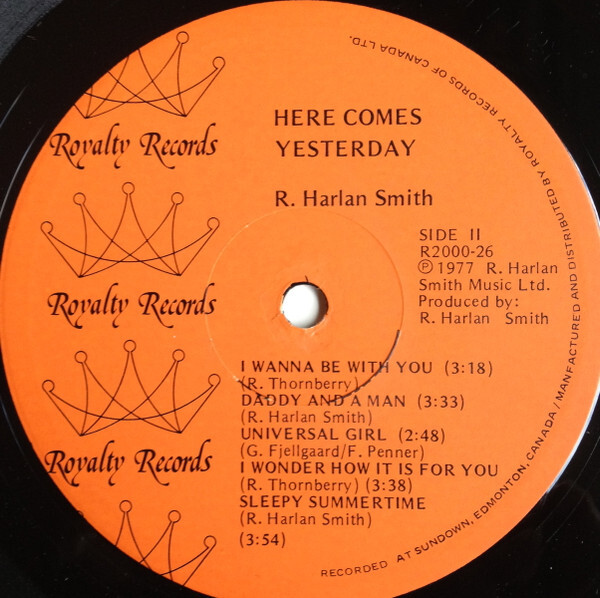 Royalty Records
Royalty Records
Royalty Records
HERE COMES
YESTERDAY
R. Harlan Smith
SIDE II
R2000-26
℗ 1977 R. Harlan
Smith Music Ltd.
Produced by:
R. Harlan Smith
I WANNA BE WITH YOU (3:18)
(R. Thornberry)
DADDY AND A MAN (3:33)
(R. Harlan Smith)
UNIVERSAL GIRL (2:48)
(G. Fjellgaard/F. Penner)
I WONDER HOW IT IS FOR YOU
(R. Thornberry) (3:38)
SLEEPY SUMMERTIME
(R. Harlan Smith)
(3:54)
RECORDED AT SUNDOWN, EDMONTON, CANADA / MANFACTURED AND DISTRIBUTED BY ROYALTY RECORDS OF CANADA LTD.